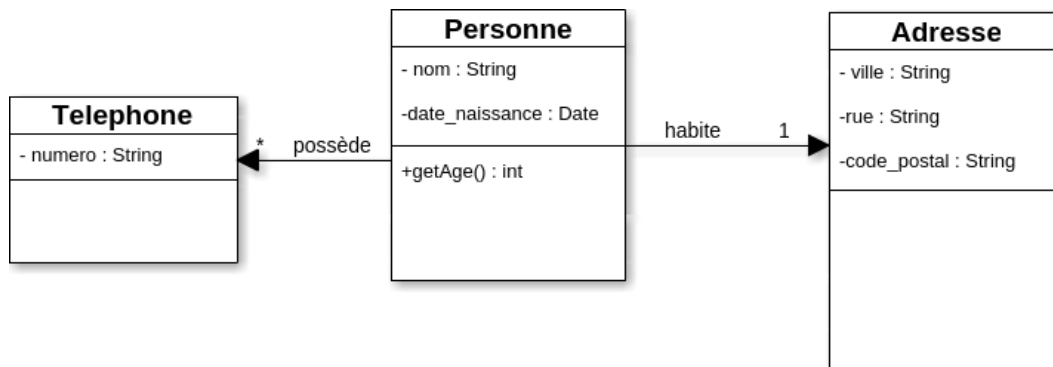 Telephone
- numero : String
* possède
Personne
- nom : String
-date_naissance : Date
+getAge() : int
habite 1
Adresse
- ville : String
-rue : String
-code_postal : String